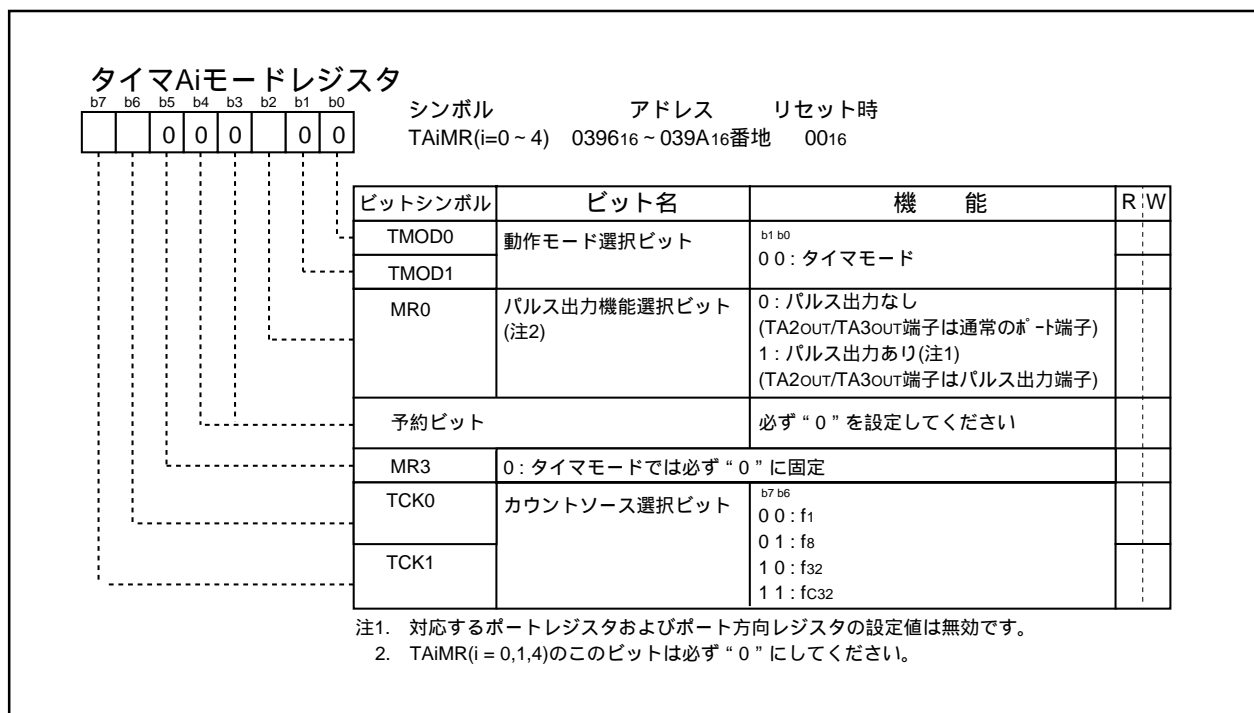 タイマAiモードレジスタ
b7 b6 b5 b4 b3 b2 b1 b0
0 0 0 0 0
シンボル アドレス リセット時
TAiMR(i=0~4) 039616~039A16番地 0016
ビットシンボル ビット名 機 能 R W
TMOD0 動作モード選択ビット b1 b0
0 0 : タイマモード
TMOD1
MR0 パルス出力機能選択ビット 0 : パルス出力なし
(注2) (TA2OUT/TA3OUT端子は通常のポート端子)
1 : パルス出力あり(注1)
(TA2OUT/TA3OUT端子はパルス出力端子)
予約ビット 必ず“0”を設定してください
MR3 0 : タイマモードでは必ず“0”に固定
TCK0 カウントソース選択ビット b7 b6
0 0 : f1
0 1 : f8
TCK1 1 0 : f32
1 1 : fC32
注1. 対応するポートレジスタおよびポート方向レジスタの設定値は無効です。
2. TAiMR(i = 0,1,4)のこのビットは必ず“0”にしてください。